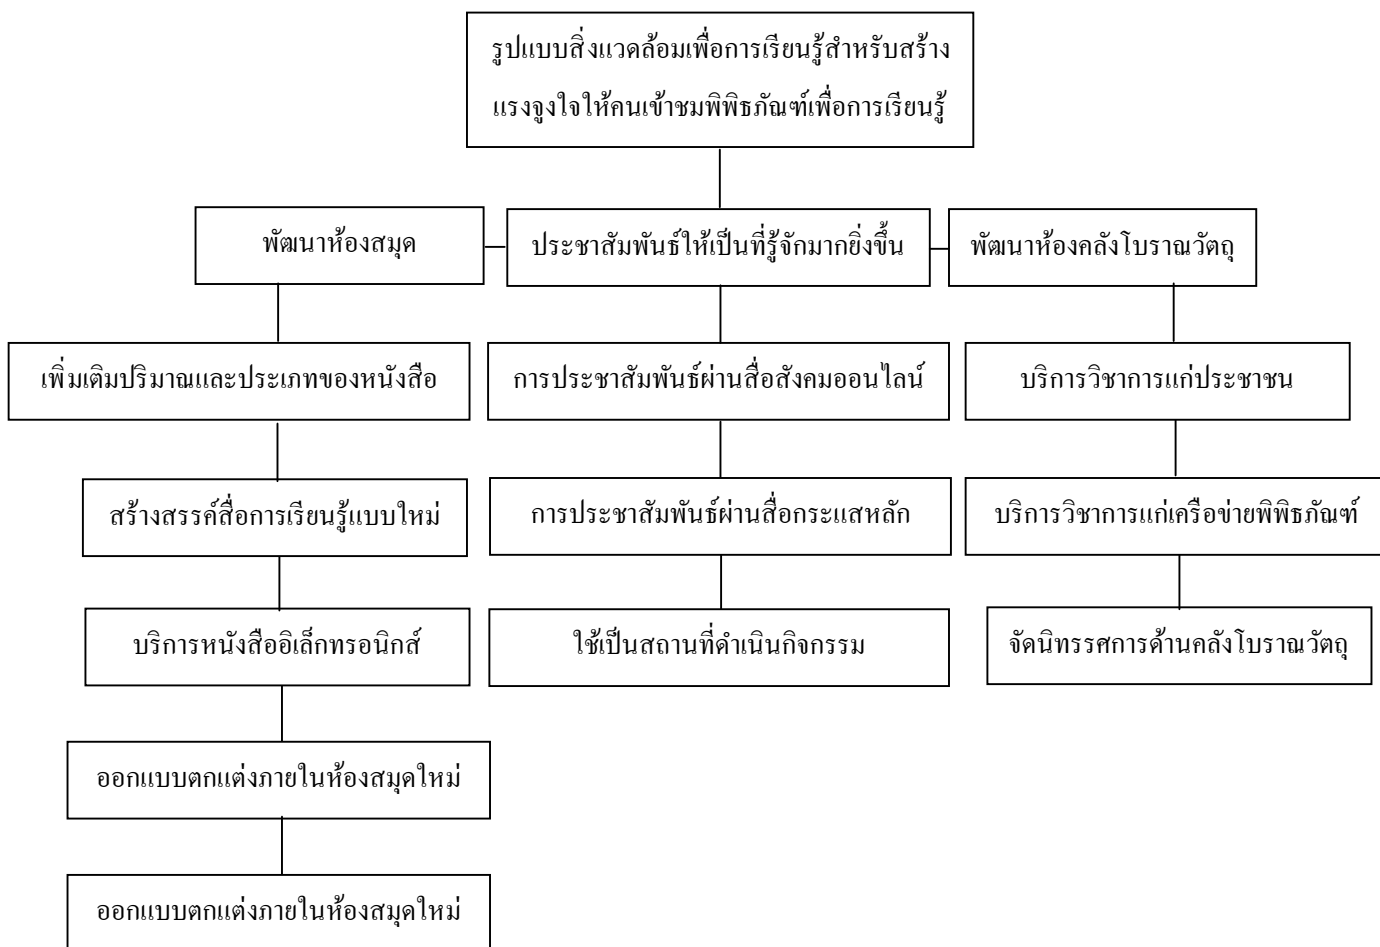 รูปแบบสิ่งแวดล้อมเพื่อการเรียนรู้สำหรับสร้าง
แรงจูงใจให้คนเข้าชมพิพิธภัณฑ์เพื่อการเรียนรู้
พัฒนาห้องสมุด
ประชาสัมพันธ์ให้เป็นที่รู้จักมากยิ่งขึ้น
พัฒนาห้องคลังโบราณวัตถุ
เพิ่มเติมปริมาณและประเภทของหนังสือ
การประชาสัมพันธ์ผ่านสื่อสังคมออนไลน์
บริการวิชาการแก่ประชาชน
สร้างสรรค์สื่อการเรียนรู้แบบใหม่
การประชาสัมพันธ์ผ่านสื่อกระแสหลัก
บริการวิชาการแก่เครือข่ายพิพิธภัณฑ์
บริการหนังสืออิเล็กทรอนิกส์
ใช้เป็นสถานที่ดำเนินกิจกรรม
จัดนิทรรศการด้านคลังโบราณวัตถุ
ออกแบบตกแต่งภายในห้องสมุดใหม่
ออกแบบตกแต่งภายในห้องสมุดใหม่